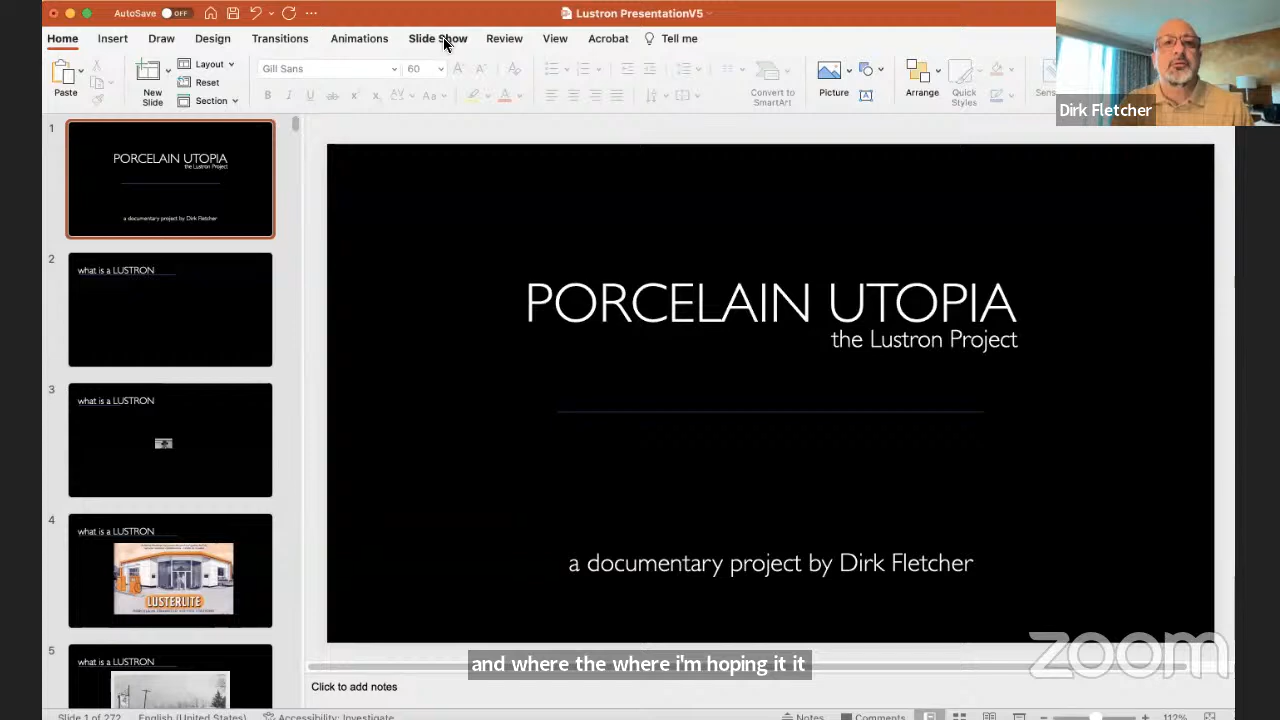 AutoSave OFF
Lustron PresentationV5
Home Insert Draw Design Transitions Animations Slide Show Review View Acrobat Tell me
Paste
New
Slide
Layout
Reset
Section
Gill Sans
60
Convert to
SmartArt
Picture
Arrange
Quick
Styles
Sens
Dirk Fletcher
1
PORCELAIN UTOPIA
the Lustron Project
a documentary project by Dirk Fletcher
2
what is a LUSTRON
3
what is a LUSTRON
4
what is a LUSTRON
LUSTERLITE
5
what is a LUSTRON
PORCELAIN UTOPIA
the Lustron Project
a documentary project by Dirk Fletcher
zoom
and where the where i'm hoping it it
Click to add notes
Slide 1 of 272 English (United States) Accessibility: Investigate Notes Comments 112%